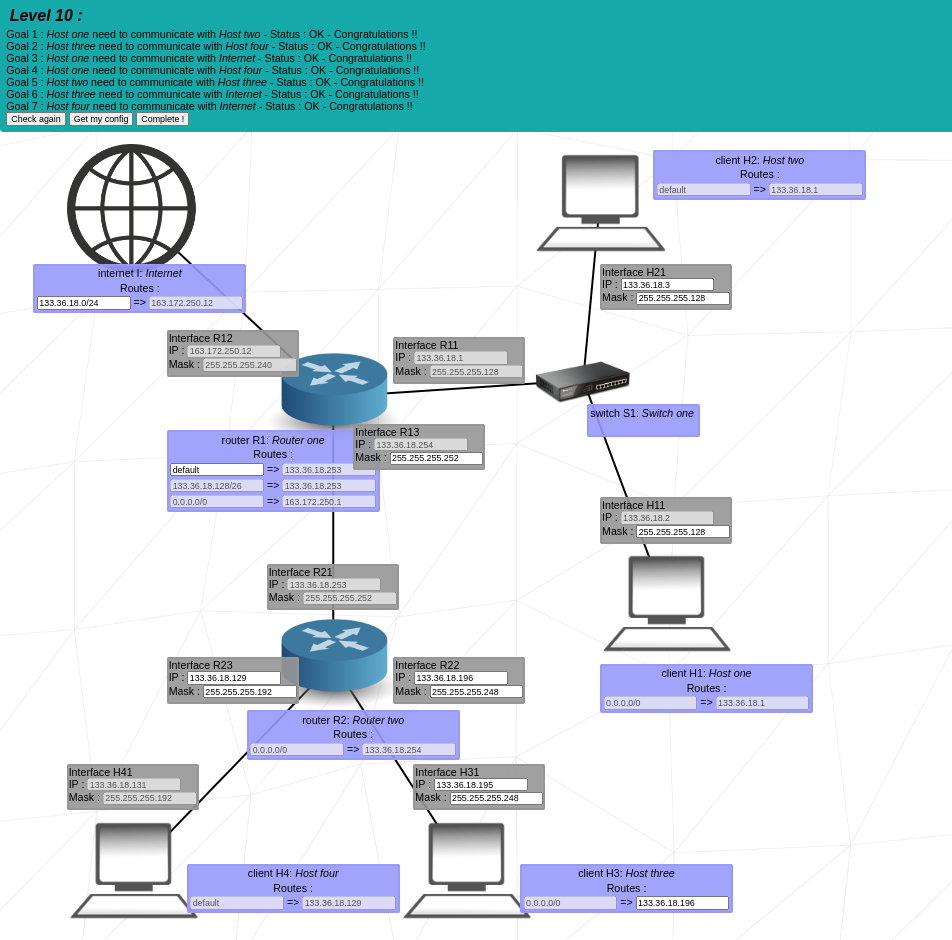 Level 10 :
Goal 1 : Host one need to communicate with Host two - Status : OK - Congratulations !!
Goal 2 : Host three need to communicate with Host four - Status : OK - Congratulations !!
Goal 3 : Host one need to communicate with Internet - Status : OK - Congratulations !!
Goal 4 : Host one need to communicate with Host four - Status : OK - Congratulations !!
Goal 5 : Host two need to communicate with Host three - Status : OK - Congratulations !!
Goal 6 : Host three need to communicate with Internet - Status : OK - Congratulations !!
Goal 7 : Host four need to communicate with Internet - Status : OK - Congratulations !!
Check again Get my config Complete !
client H2: Host two
Routes :
default => 133.36.18.1
internet I: Internet
Routes :
133.36.18.0/24 => 163.172.250.12
Interface H21
IP : 133.36.18.3
Mask : 255.255.255.128
Interface R12
IP : 163.172.250.12
Mask : 255.255.255.240
Interface R11
IP : 133.36.18.1
Mask : 255.255.255.128
switch S1: Switch one
Interface R13
IP : 133.36.18.254
Mask : 255.255.255.252
router R1: Router one
Routes :
default => 133.36.18.253
133.36.18.128/26 => 133.36.18.253
0.0.0.0/0 => 163.172.250.1
Interface H11
IP : 133.36.18.2
Mask : 255.255.255.128
Interface R21
IP : 133.36.18.253
Mask : 255.255.255.252
Interface R23
IP : 133.36.18.129
Mask : 255.255.255.192
Interface R22
IP : 133.36.18.196
Mask : 255.255.255.248
client H1: Host one
Routes :
0.0.0.0/0 => 133.36.18.1
router R2: Router two
Routes :
0.0.0.0/0 => 133.36.18.254
Interface H41
IP : 133.36.18.131
Mask : 255.255.255.192
Interface H31
IP : 133.36.18.195
Mask : 255.255.255.248
client H4: Host four
Routes :
default => 133.36.18.129
client H3: Host three
Routes :
0.0.0.0/0 => 133.36.18.196